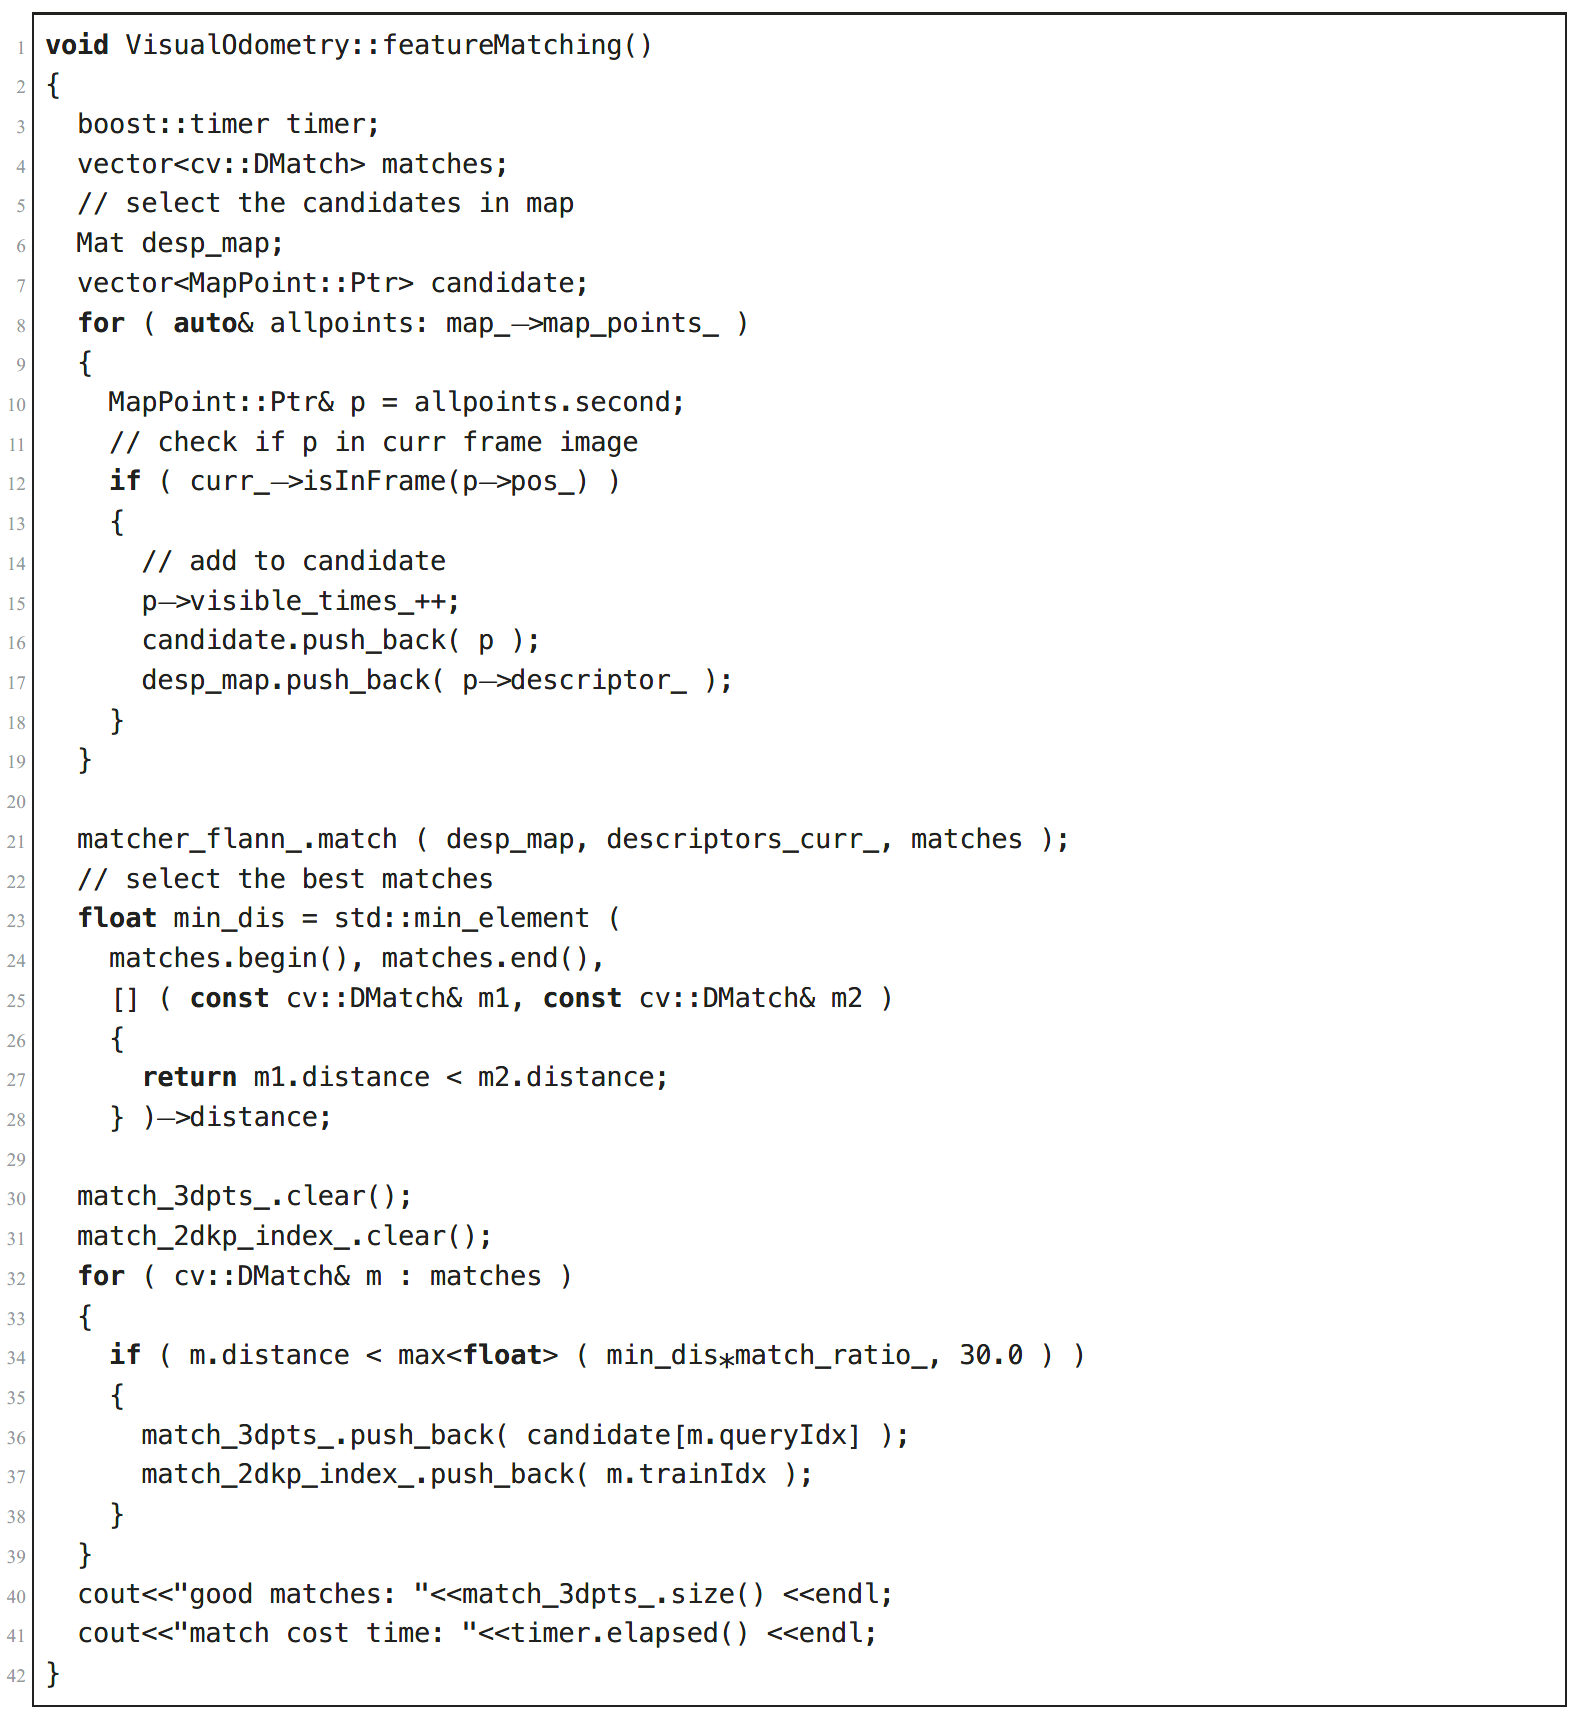 1 void VisualOdometry::featureMatching()
2 {
3   boost::timer timer;
4   vector<cv::DMatch> matches;
5   // select the candidates in map
6   Mat desp_map;
7   vector<MapPoint::Ptr> candidate;
8   for ( auto& allpoints: map_—>map_points_ )
9   {
10     MapPoint::Ptr& p = allpoints.second;
11     // check if p in curr frame image
12     if ( curr_—>isInFrame(p—>pos_) )
13     {
14       // add to candidate
15       p—>visible_times_++;
16       candidate.push_back( p );
17       desp_map.push_back( p—>descriptor_ );
18     }
19   }
20
21   matcher_flann_.match ( desp_map, descriptors_curr_, matches );
22   // select the best matches
23   float min_dis = std::min_element (
24     matches.begin(), matches.end(),
25     [] ( const cv::DMatch& m1, const cv::DMatch& m2 )
26     {
27       return m1.distance < m2.distance;
28     } )—>distance;
29
30   match_3dpts_.clear();
31   match_2dkp_index_.clear();
32   for ( cv::DMatch& m : matches )
33   {
34     if ( m.distance < max<float> ( min_dis*match_ratio_, 30.0 ) )
35     {
36       match_3dpts_.push_back( candidate[m.queryIdx] );
37       match_2dkp_index_.push_back( m.trainIdx );
38     }
39   }
40   cout<<"good matches: "<<match_3dpts_.size() <<endl;
41   cout<<"match cost time: "<<timer.elapsed() <<endl;
42 }